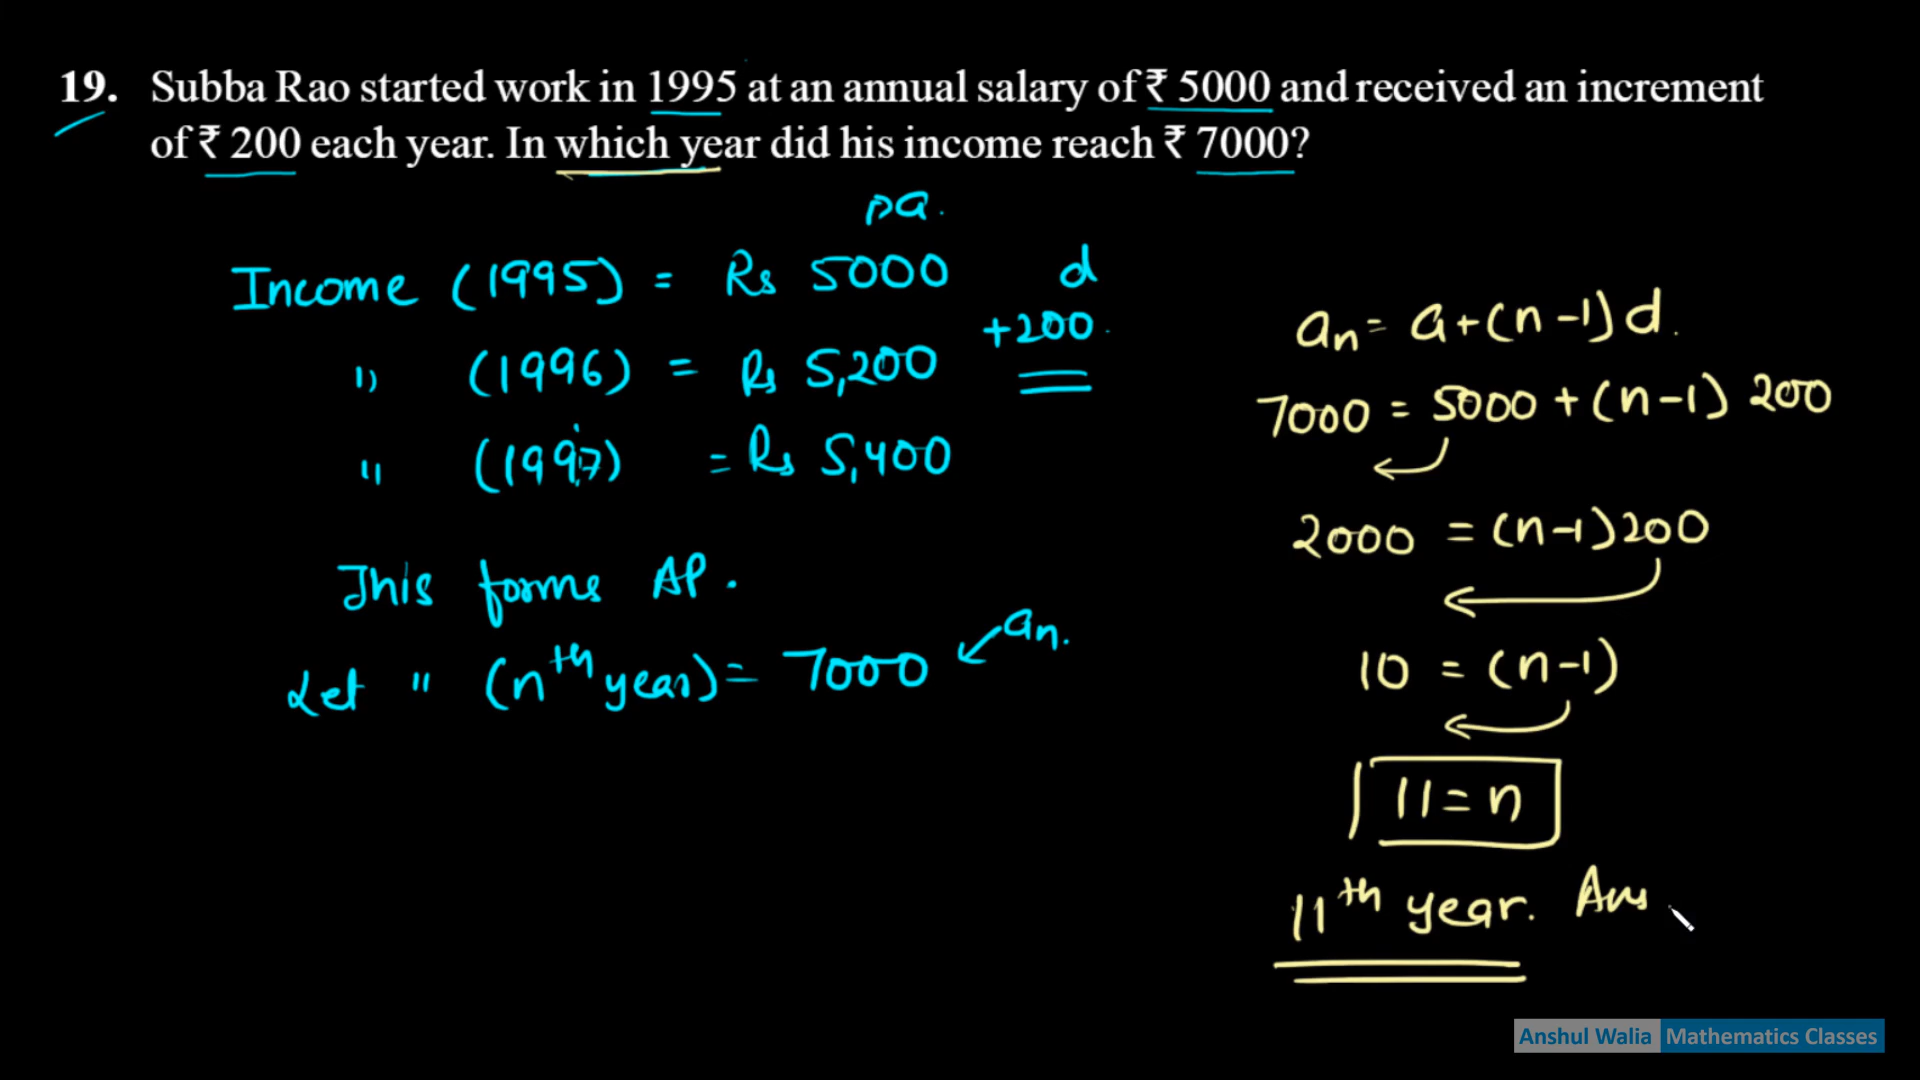 19. Subba Rao started work in 1995 at an annual salary of ₹ 5000 and received an increment
of ₹ 200 each year. In which year did his income reach ₹ 7000?
pa.
Income (1995) = Rs 5000
d
+200
" (1996) = Rs 5,200
" (1997) = Rs 5,400
This forms AP.
Let " (nth year) = 7000 an.
an = a+(n-1)d.
7000 = 5000 + (n-1) 200
2000 = (n-1)200
10 = (n-1)
11 = n
11th year. Ans
Anshul Walia Mathematics Classes